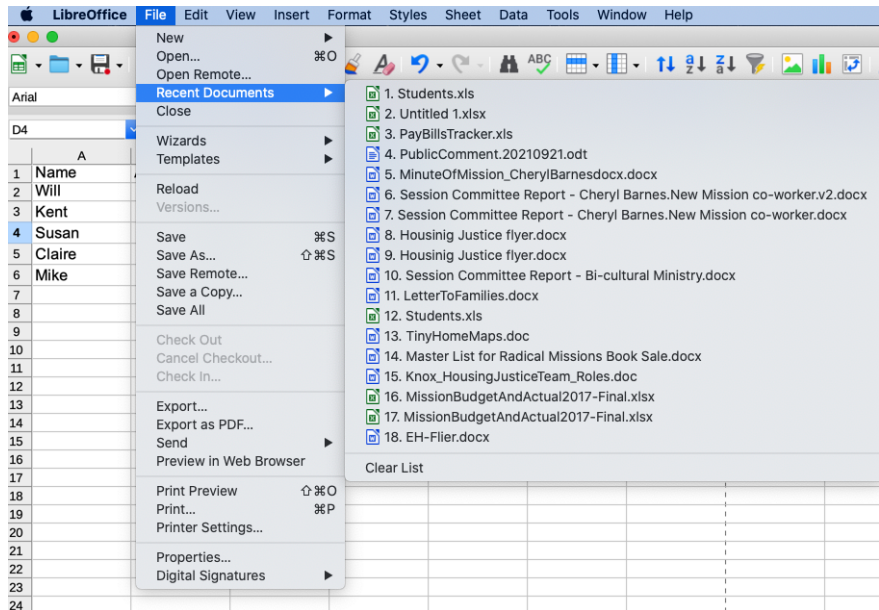 LibreOffice File Edit View Insert Format Styles Sheet Data Tools Window Help
New
Open... ⌘O
Open Remote...
Recent Documents
Close
Wizards
Templates
Reload
Versions...
Save ⌘S
Save As... ⇧⌘S
Save Remote...
Save a Copy...
Save All
Check Out
Cancel Checkout...
Check In...
Export...
Export as PDF...
Send
Preview in Web Browser
Print Preview ⇧⌘O
Print... ⌘P
Printer Settings...
Properties...
Digital Signatures
1. Students.xls
2. Untitled 1.xlsx
3. PayBillsTracker.xls
4. PublicComment.20210921.odt
5. MinuteOfMission_CherylBarnesdocx.docx
6. Session Committee Report - Cheryl Barnes.New Mission co-worker.v2.docx
7. Session Committee Report - Cheryl Barnes.New Mission co-worker.docx
8. Housinig Justice flyer.docx
9. Housinig Justice flyer.docx
10. Session Committee Report - Bi-cultural Ministry.docx
11. LetterToFamilies.docx
12. Students.xls
13. TinyHomeMaps.doc
14. Master List for Radical Missions Book Sale.docx
15. Knox_HousingJusticeTeam_Roles.doc
16. MissionBudgetAndActual2017-Final.xlsx
17. MissionBudgetAndActual2017-Final.xlsx
18. EH-Flier.docx
Clear List
ABC
Arial
D4
A
1 Name
2 Will
3 Kent
4 Susan
5 Claire
6 Mike
7
8
9
10
11
12
13
14
15
16
17
18
19
20
21
22
23
24